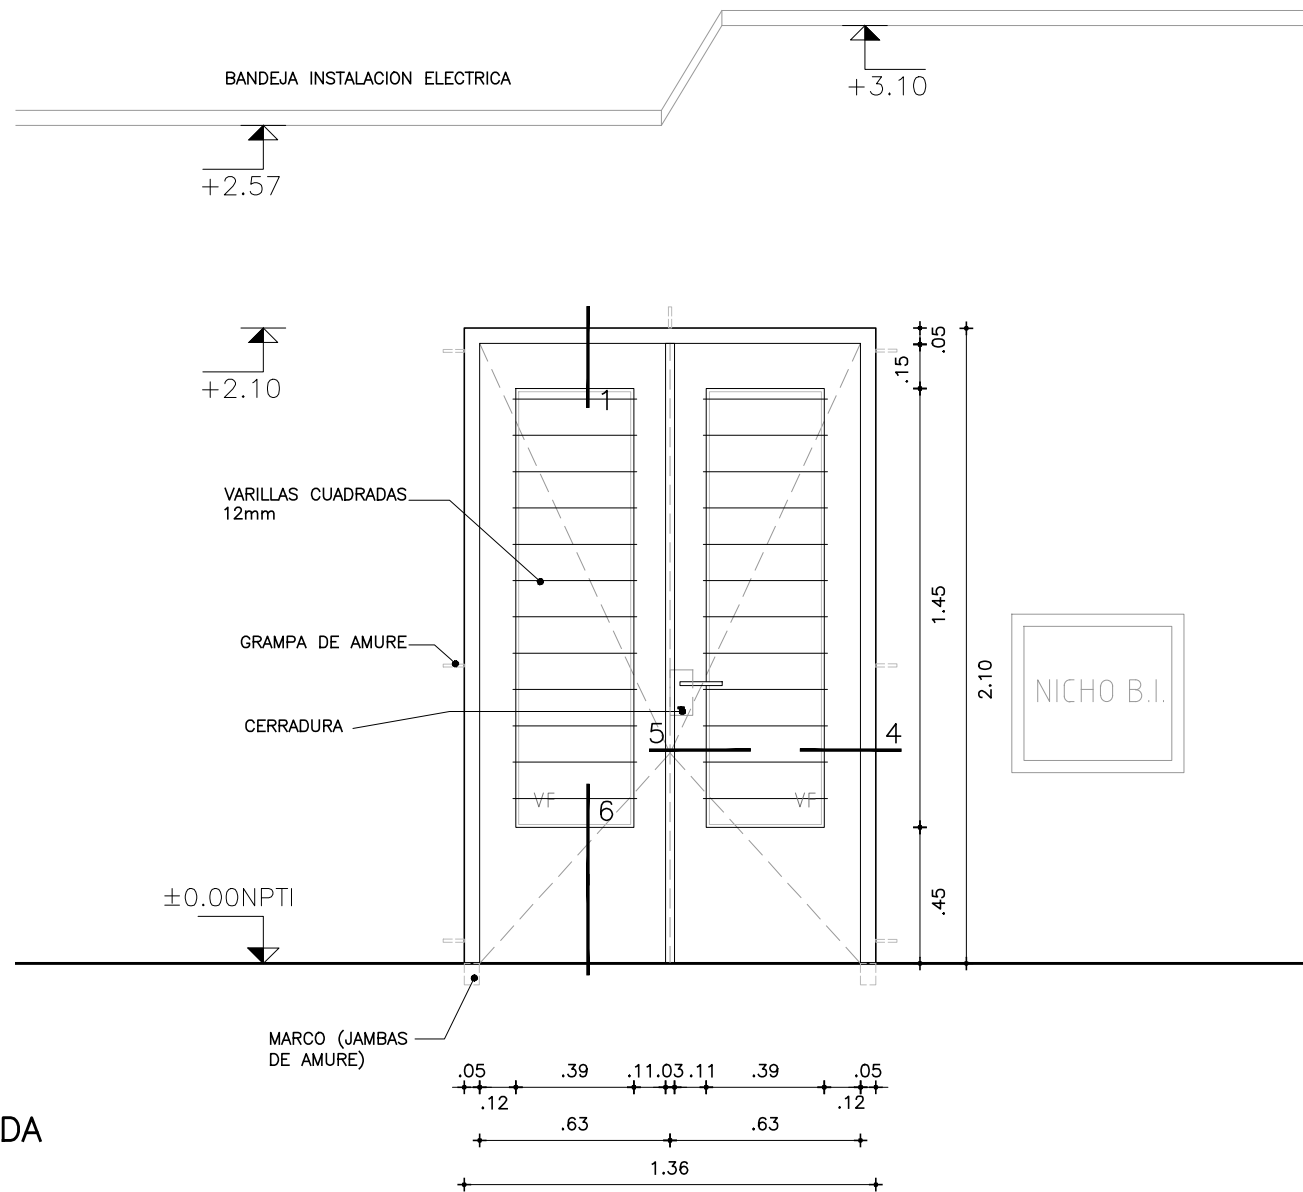 BANDEJA INSTALACION ELECTRICA
+3.10
+2.57
+2.10
1
.05
.15
VARILLAS CUADRADAS
12mm
1.45
GRAMPA DE AMURE
2.10
NICHO B.I.
CERRADURA
5
4
VF
VF
6
±0.00NPTI
.45
MARCO (JAMBAS
DE AMURE)
.05 .39 .11 .03 .11 .39 .05
.12 .12
.63 .63
DA
1.36